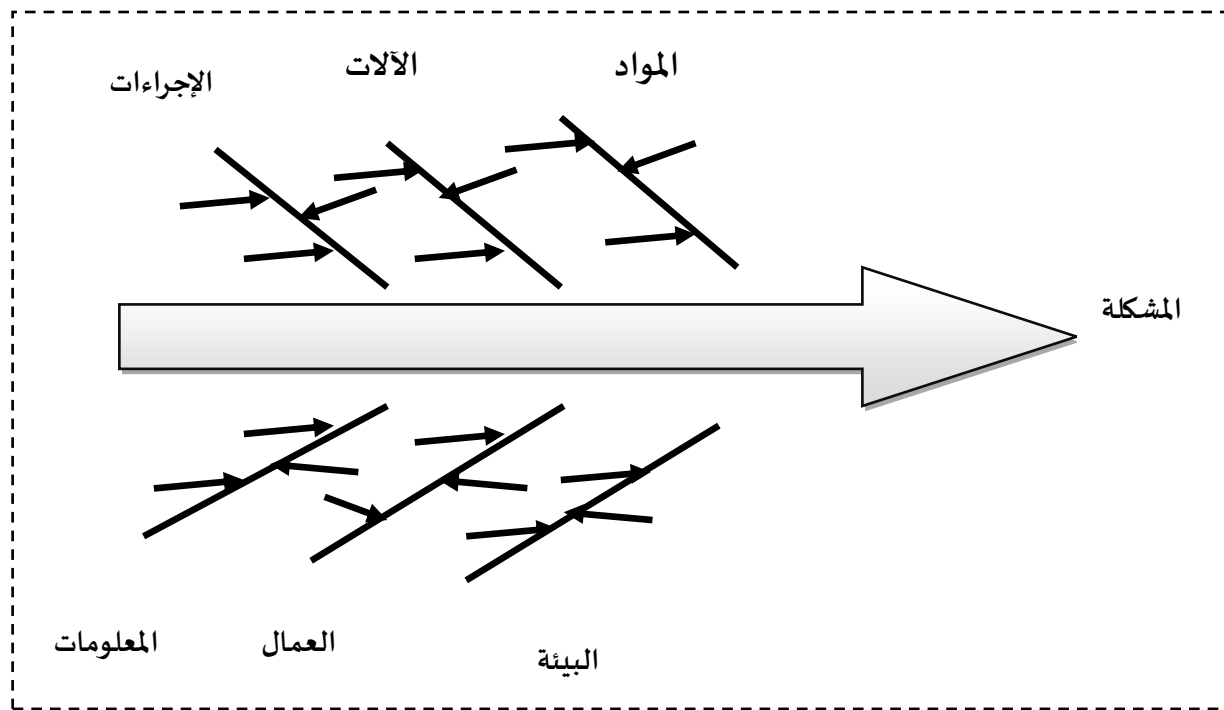 المواد
الآلات
الإجراءات
المشكلة
البيئة
العمال
المعلومات